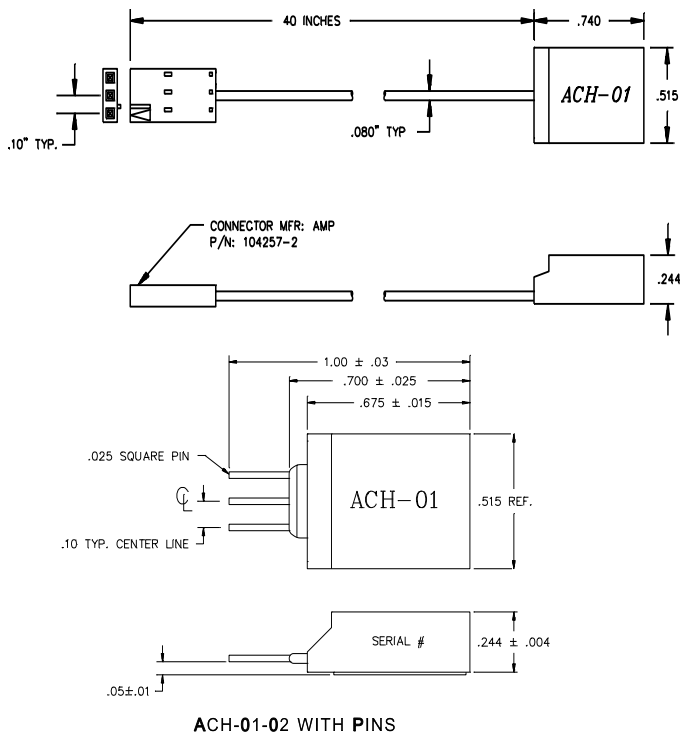 40 INCHES
.740
ACH-01
.515
.10" TYP.
.080" TYP
CONNECTOR MFR: AMP
P/N: 104257-2
.244
1.00 ± .03
.700 ± .025
.675 ± .015
.025 SQUARE PIN
℄
ACH-01
.515 REF.
.10 TYP. CENTER LINE
SERIAL #
.244 ± .004
.05±.01
ACH-01-02 WITH PINS